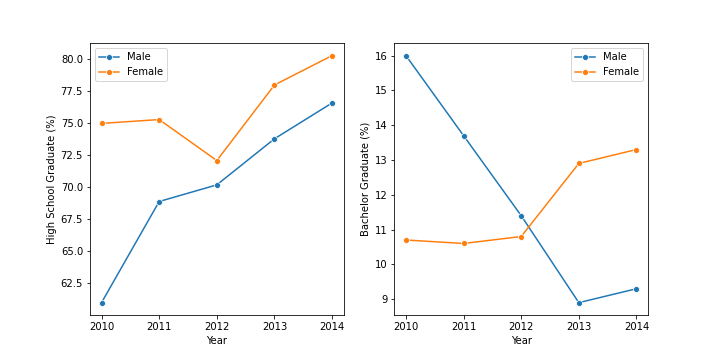 Male
Female
High School Graduate (%)
80.0
77.5
75.0
72.5
70.0
67.5
65.0
62.5
2010 2011 2012 2013 2014
Year
Male
Female
Bachelor Graduate (%)
16
15
14
13
12
11
10
9
2010 2011 2012 2013 2014
Year